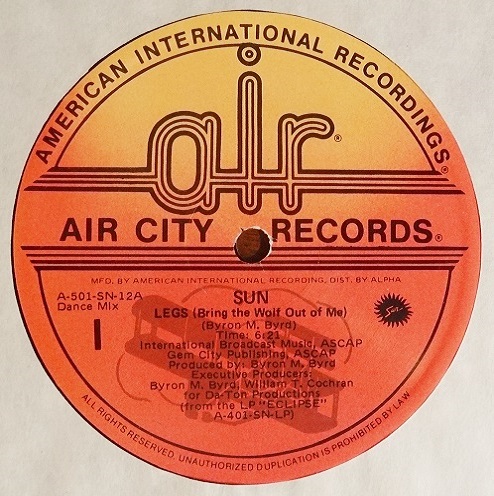 AMERICAN INTERNATIONAL RECORDINGS®
air®
AIR CITY RECORDS®
MFD. BY AMERICAN INTERNATIONAL RECORDING, DIST. BY ALPHA
A-501-SN-12A
Dance Mix
I
SUN
LEGS (Bring the Wolf Out of Me)
(Byron M. Byrd)
Time: 6:21
International Broadcast Music, ASCAP
Gem City Publishing, ASCAP
Produced by: Byron M. Byrd
Executive Producers:
Byron M. Byrd, William T. Cochran
for Da-Toh Productions
(from the LP "ECLIPSE"
A-401-SN-LP)
Sun
ALL RIGHTS RESERVED. UNAUTHORIZED DUPLICATION IS PROHIBITED BY LAW